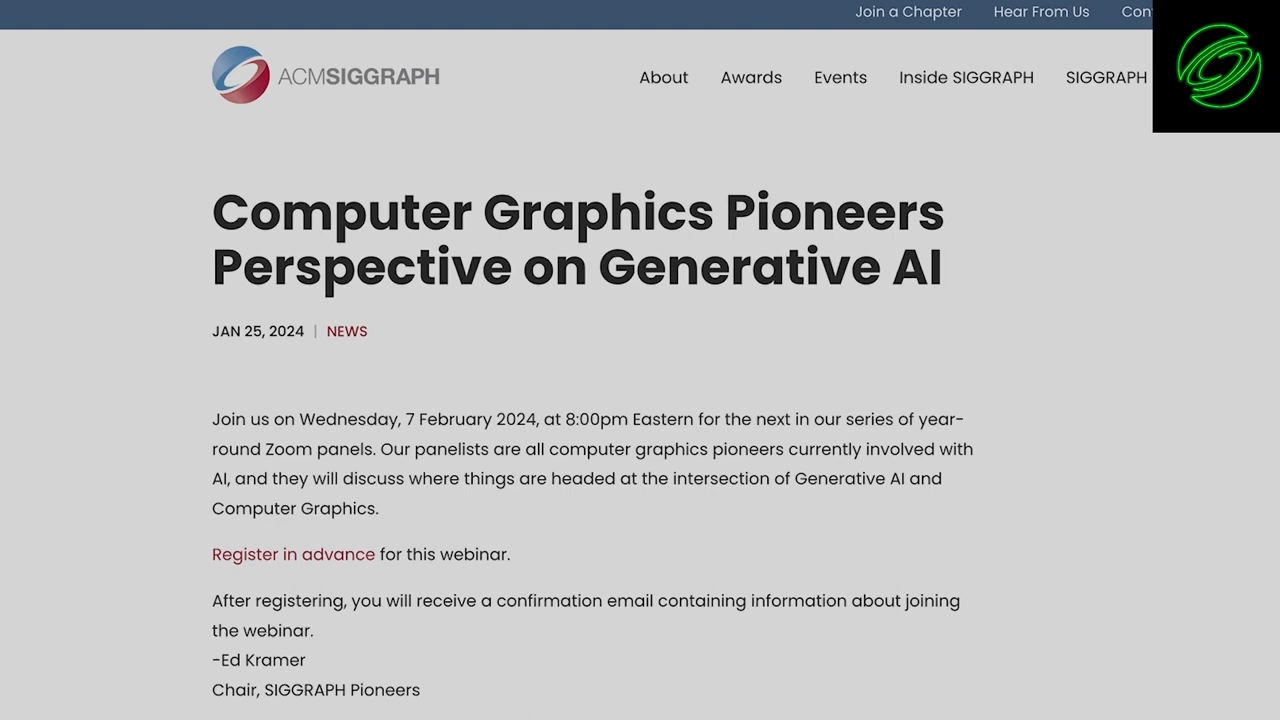 Join a Chapter Hear From Us Con
ACMSIGGRAPH About Awards Events Inside SIGGRAPH SIGGRAPH
Computer Graphics Pioneers
Perspective on Generative AI
JAN 25, 2024 | NEWS
Join us on Wednesday, 7 February 2024, at 8:00pm Eastern for the next in our series of year-
round Zoom panels. Our panelists are all computer graphics pioneers currently involved with
AI, and they will discuss where things are headed at the intersection of Generative AI and
Computer Graphics.
Register in advance for this webinar.
After registering, you will receive a confirmation email containing information about joining
the webinar.
-Ed Kramer
Chair, SIGGRAPH Pioneers